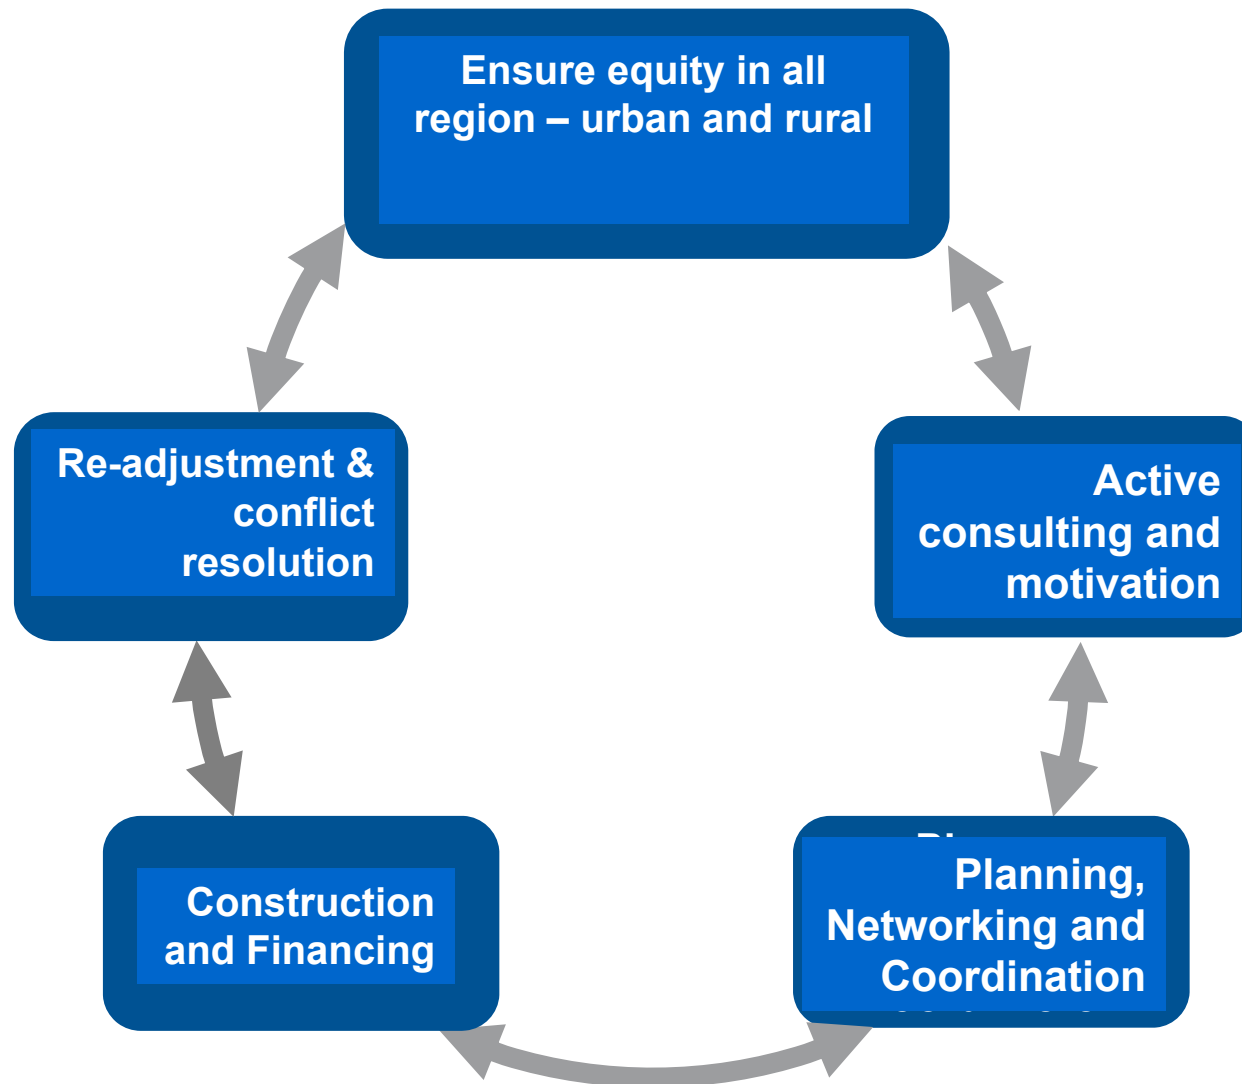 Ensure equity in all
region – urban and rural
Re-adjustment &
conflict
resolution
Active
consulting and
motivation
Construction
and Financing
Planning,
Networking and
Coordination